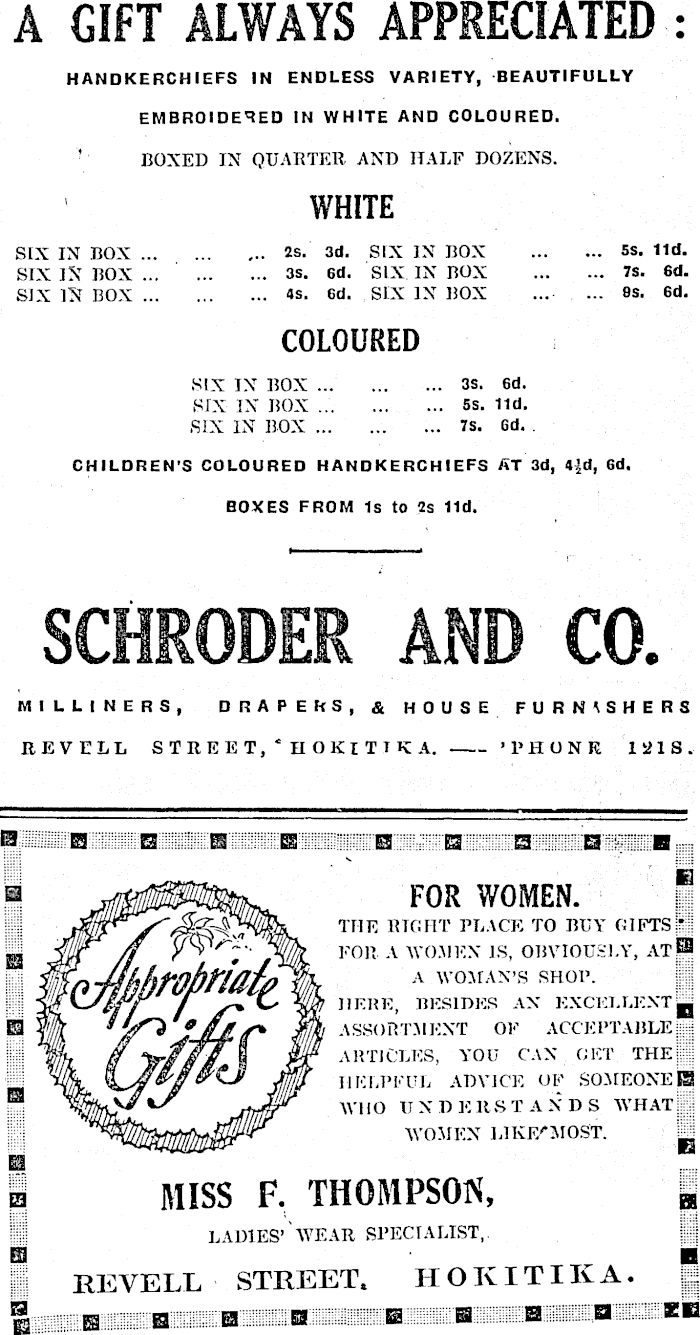 A GIFT ALWAYS APPRECIATED :
HANDKERCHIEFS IN ENDLESS VARIETY, BEAUTIFULLY
EMBROIDERED IN WHITE AND COLOURED.
BOXED IN QUARTER AND HALF DOZENS.
WHITE
SIX IN BOX ... ... ... 2s. 3d. SIX IN BOX ... ... 5s. 11d.
SIX IN BOX ... ... ... 3s. 6d. SIX IN BOX ... ... 7s. 6d.
SIX IN BOX ... ... ... 4s. 6d. SIX IN BOX ... ... 9s. 6d.
COLOURED
SIX IN BOX ... ... ... 3s. 6d.
SIX IN BOX ... ... ... 5s. 11d.
SIX IN BOX ... ... ... 7s. 6d.
CHILDREN'S COLOURED HANDKERCHIEFS AT 3d, 4½d, 6d.
BOXES FROM 1s to 2s 11d.
SCHRODER AND CO.
MILLINERS, DRAPERS, & HOUSE FURNISHERS
REVELL STREET, HOKITIKA. —— 'PHONE 121S.
Appropriate
Gifts
FOR WOMEN.
THE RIGHT PLACE TO BUY GIFTS
FOR A WOMEN IS, OBVIOUSLY, AT
A WOMAN'S SHOP.
HERE, BESIDES AN EXCELLENT
ASSORTMENT OF ACCEPTABLE
ARTICLES, YOU CAN GET THE
HELPFUL ADVICE OF SOMEONE
WHO UNDERSTANDS WHAT
WOMEN LIKE MOST.
MISS F. THOMPSON,
LADIES' WEAR SPECIALIST,
REVELL STREET, HOKITIKA.